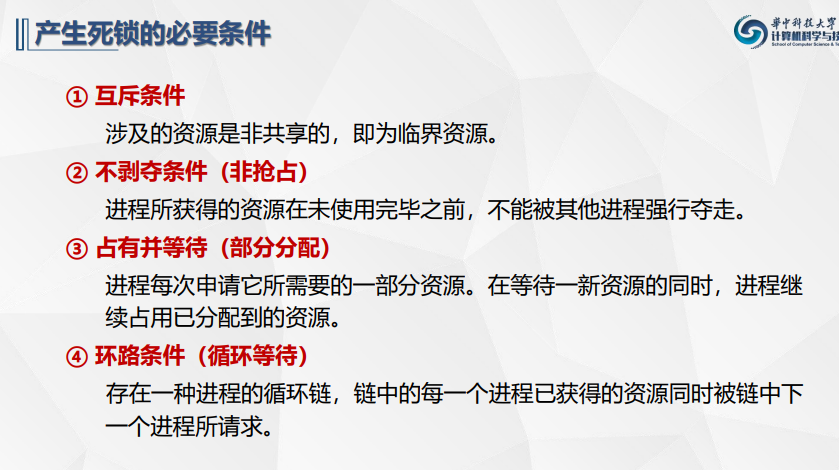 产生死锁的必要条件
華中科技大学
计算机科学与技
School of Computer Science & Te
① 互斥条件
涉及的资源是非共享的，即为临界资源。
② 不剥夺条件（非抢占）
进程所获得的资源在未使用完毕之前，不能被其他进程强行夺走。
③ 占有并等待（部分分配）
进程每次申请它所需要的一部分资源。在等待一新资源的同时，进程继
续占用已分配到的资源。
④ 环路条件（循环等待）
存在一种进程的循环链，链中的每一个进程已获得的资源同时被链中下
一个进程所请求。